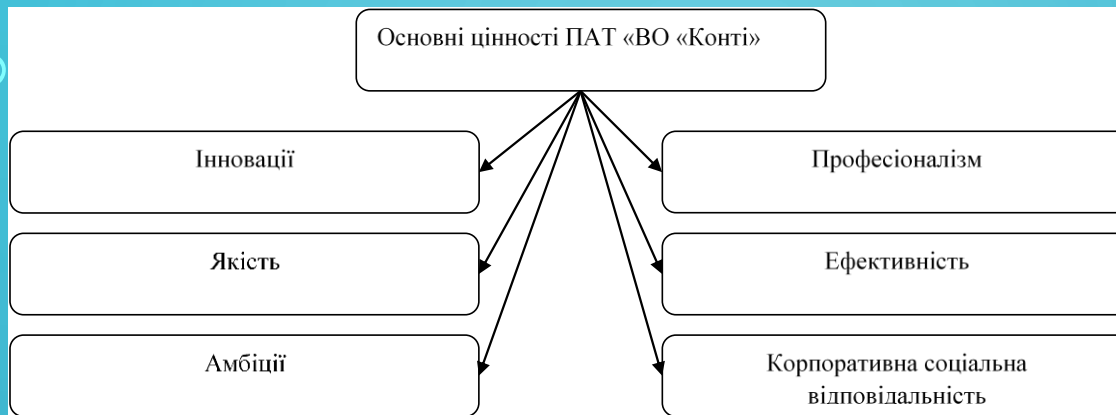 Основні цінності ПАТ «ВО «Конті»
Інновації
Професіоналізм
Якість
Ефективність
Амбіції
Корпоративна соціальна
відповідальність